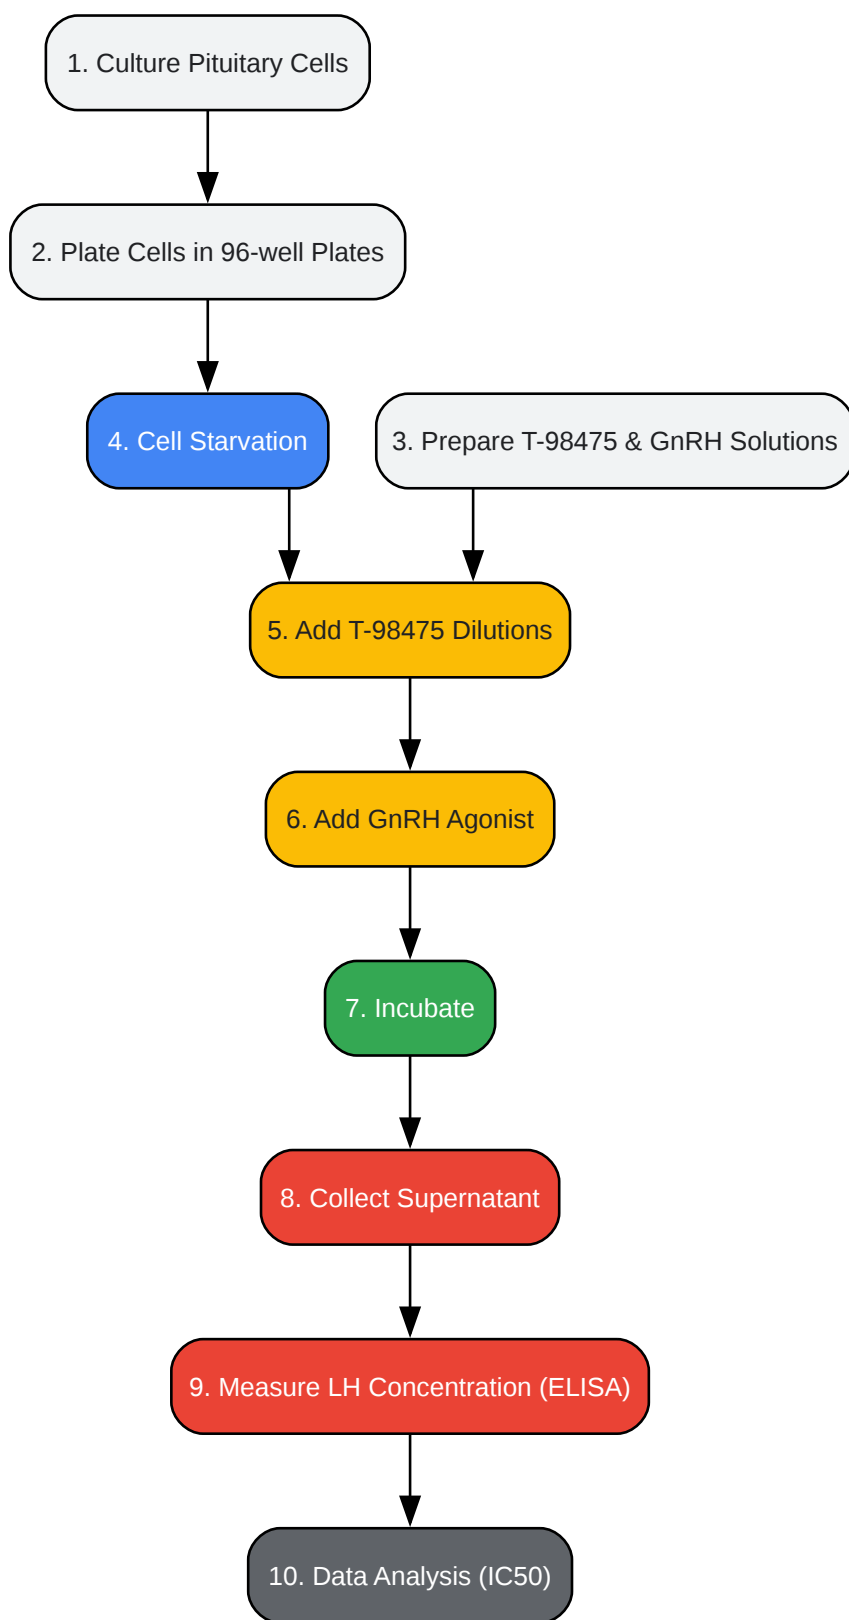 1. Culture Pituitary Cells
2. Plate Cells in 96-well Plates
4. Cell Starvation
3. Prepare T-98475 & GnRH Solutions
5. Add T-98475 Dilutions
6. Add GnRH Agonist
7. Incubate
8. Collect Supernatant
9. Measure LH Concentration (ELISA)
10. Data Analysis (IC50)